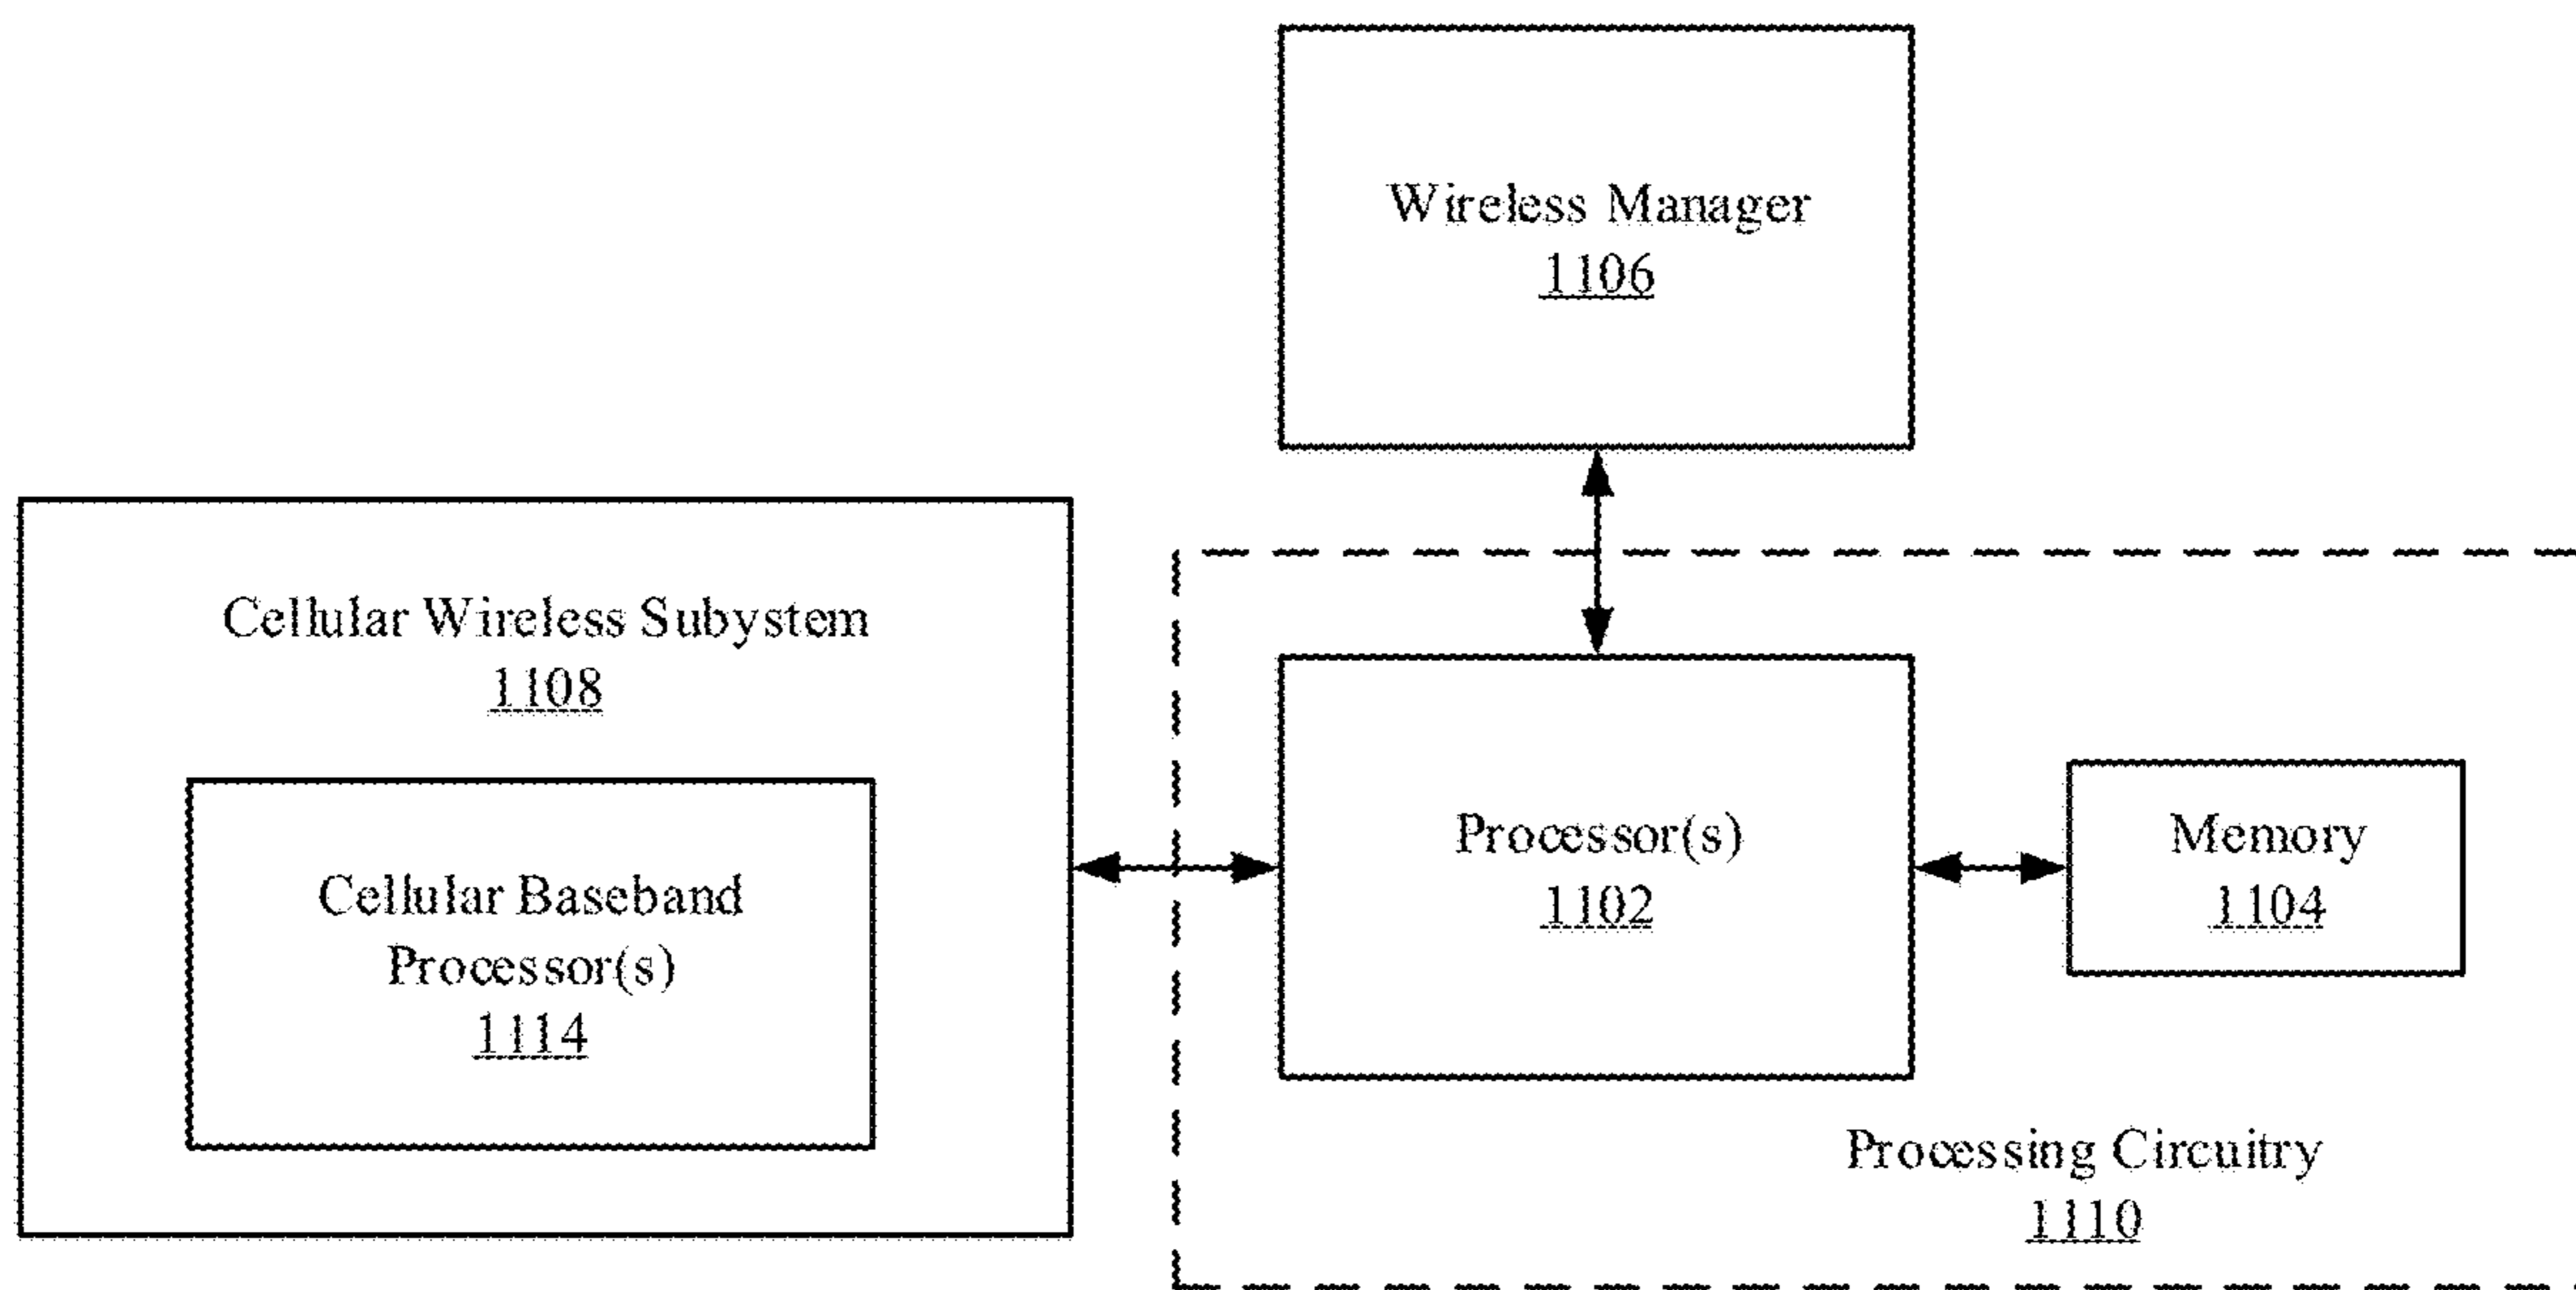 Wireless Manager
1106
Cellular Wireless Subystem
1108
Cellular Baseband
Processor(s)
1114
Processor(s)
1102
Memory
1104
Processing Circuitry
1110